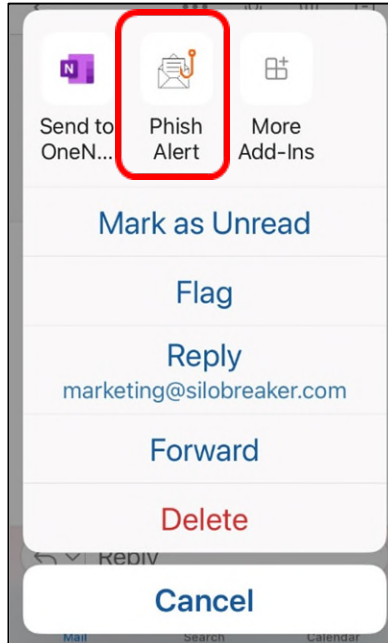 N
Send to Phish More
OneN... Alert Add-Ins
Mark as Unread
Flag
Reply
marketing@silobreaker.com
Forward
Delete
Reply
Cancel
Mail Search Calendar